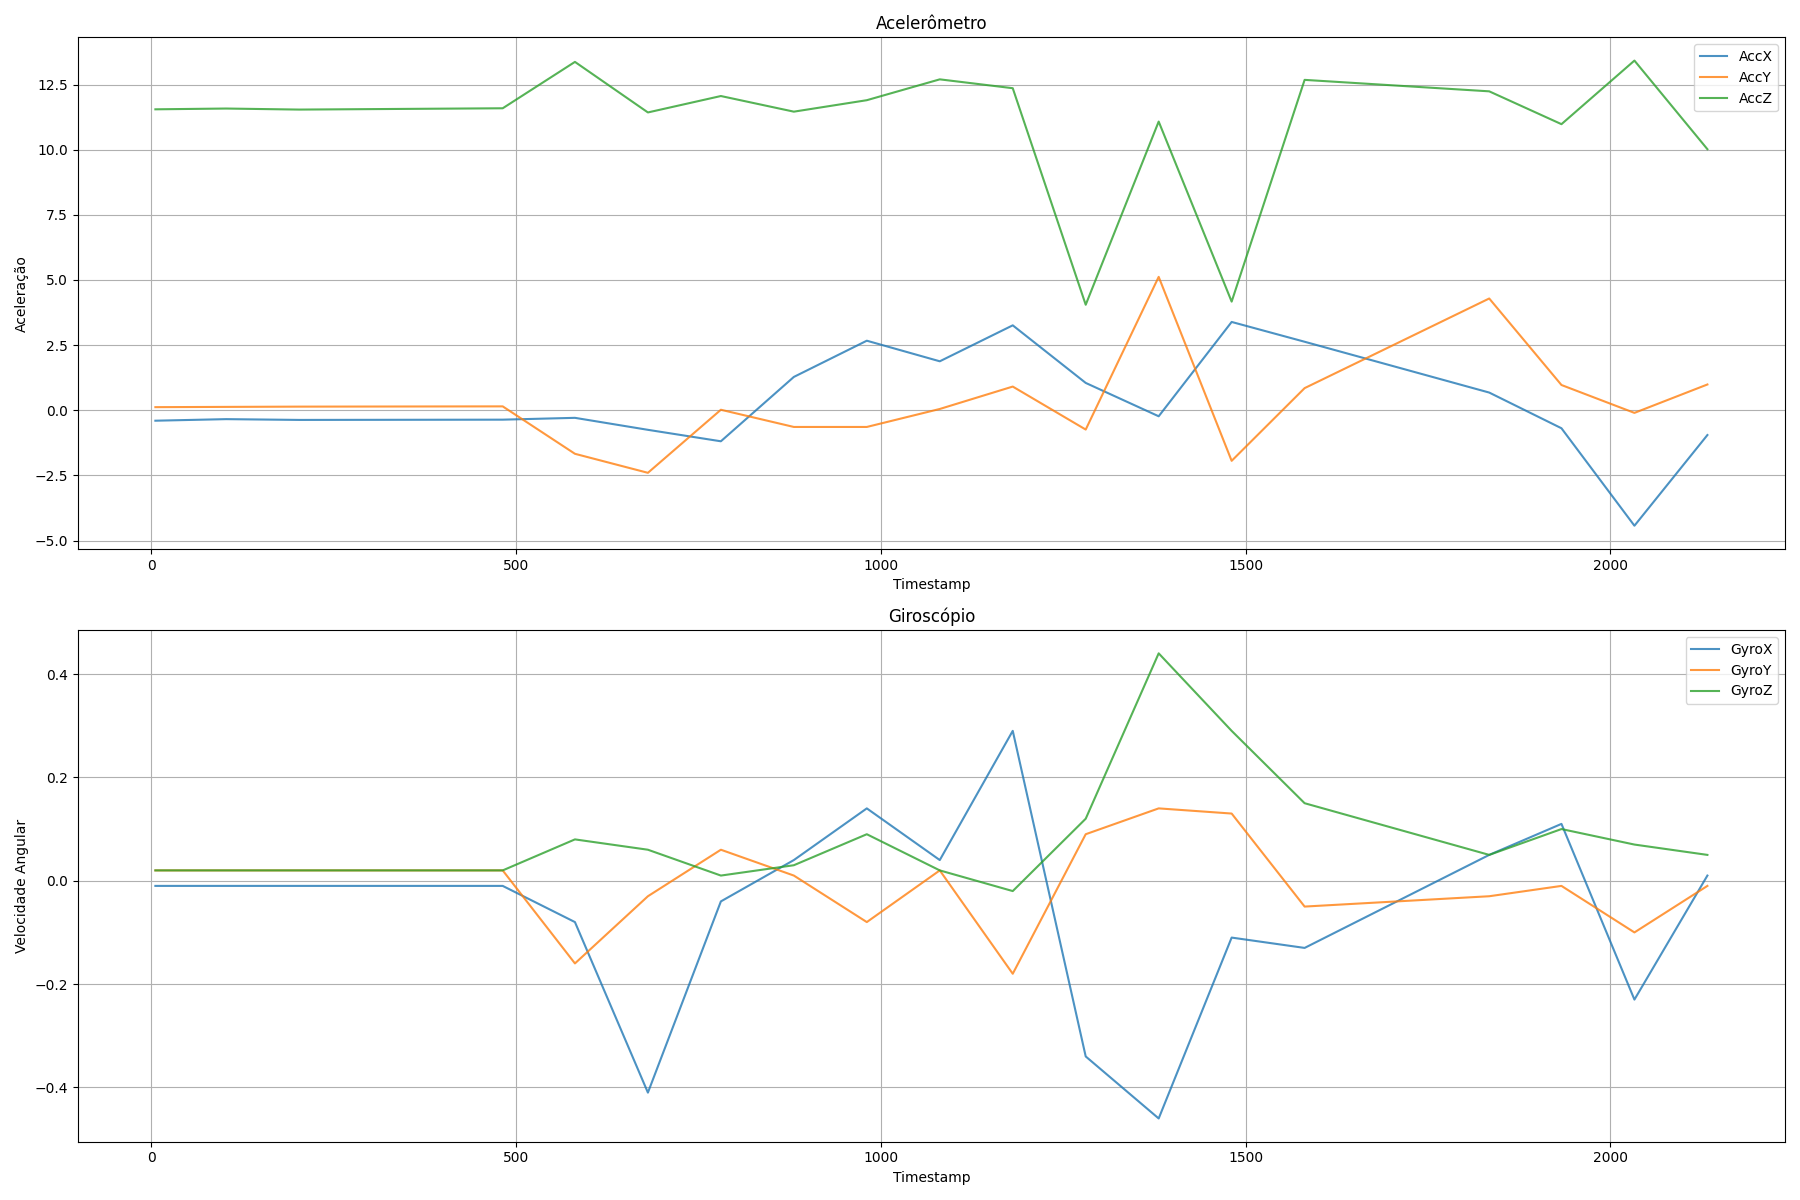 Acelerômetro
AccX
AccY
AccZ
12.5
10.0
7.5
5.0
2.5
0.0
−2.5
−5.0
Aceleração
0 500 1000 1500 2000
Timestamp
Giroscópio
GyroX
GyroY
GyroZ
0.4
0.2
0.0
−0.2
−0.4
Velocidade Angular
0 500 1000 1500 2000
Timestamp